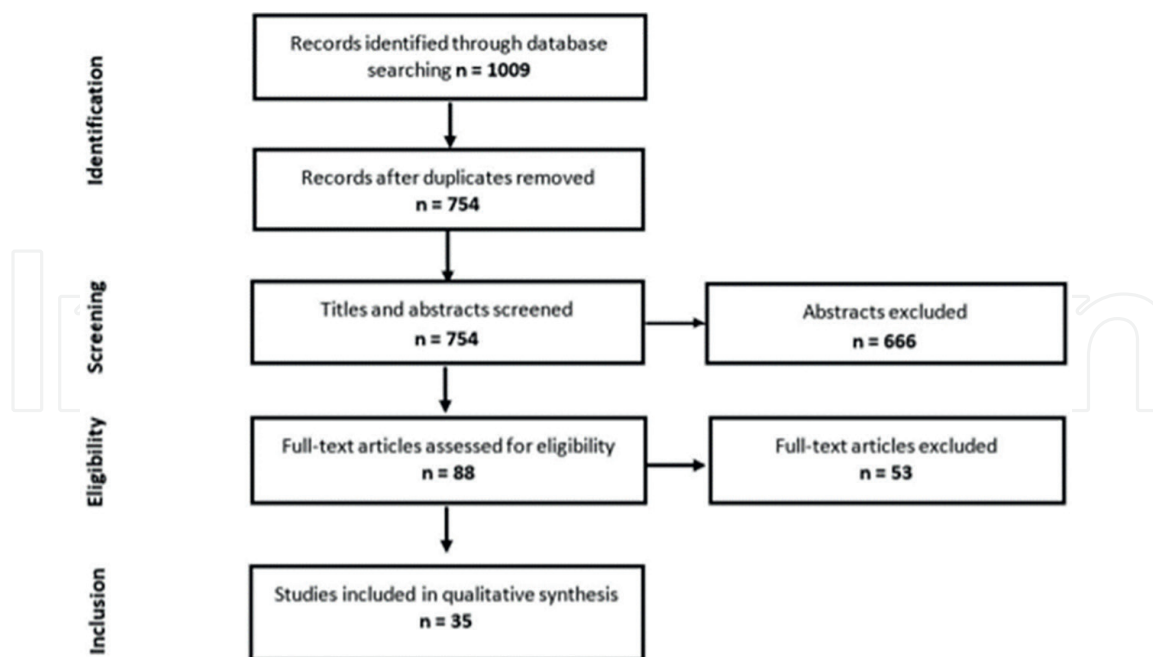 Identification
Records identified through database
searching n = 1009
Records after duplicates removed
n = 754
Screening
Titles and abstracts screened
n = 754
Abstracts excluded
n = 666
Eligibility
Full-text articles assessed for eligibility
n = 88
Full-text articles excluded
n = 53
Inclusion
Studies included in qualitative synthesis
n = 35